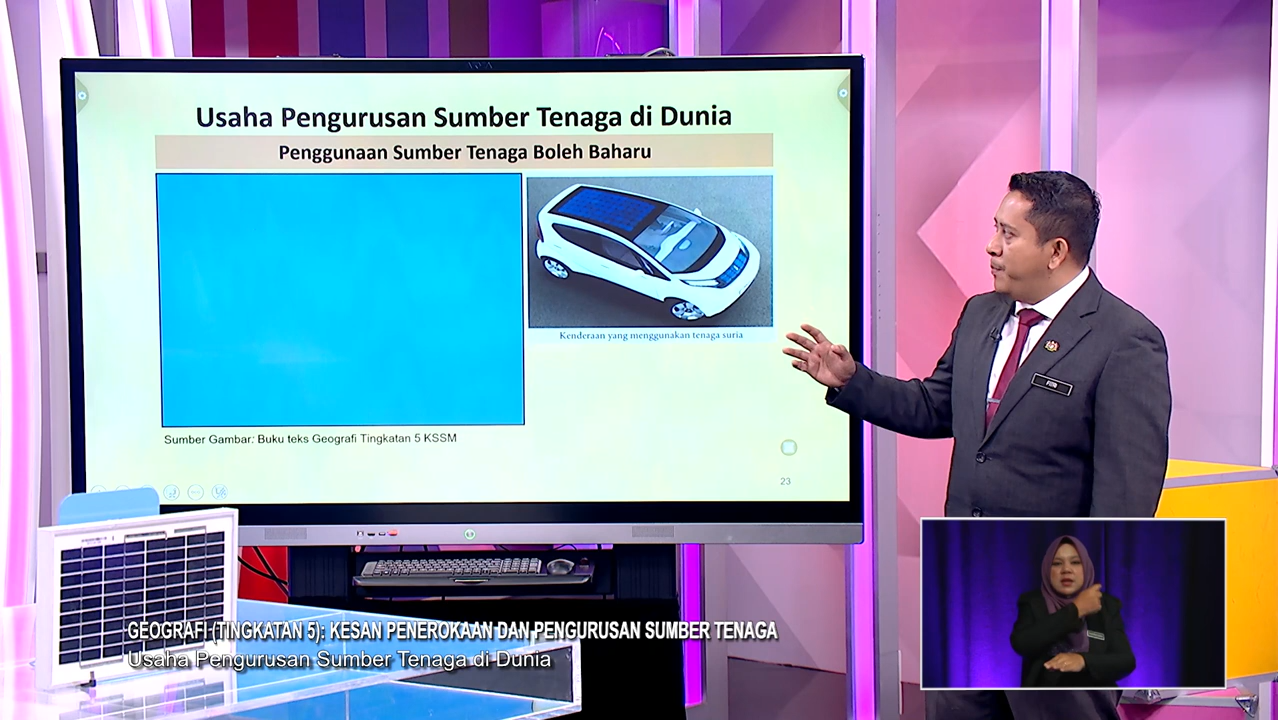 Usaha Pengurusan Sumber Tenaga di Dunia
Penggunaan Sumber Tenaga Boleh Baharu
Kenderaan yang menggunakan tenaga suria
Sumber Gambar: Buku teks Geografi Tingkatan 5 KSSM
23
FITRI
GEOGRAFI (TINGKATAN 5): KESAN PENEROKAAN DAN PENGURUSAN SUMBER TENAGA
Usaha Pengurusan Sumber Tenaga di Dunia